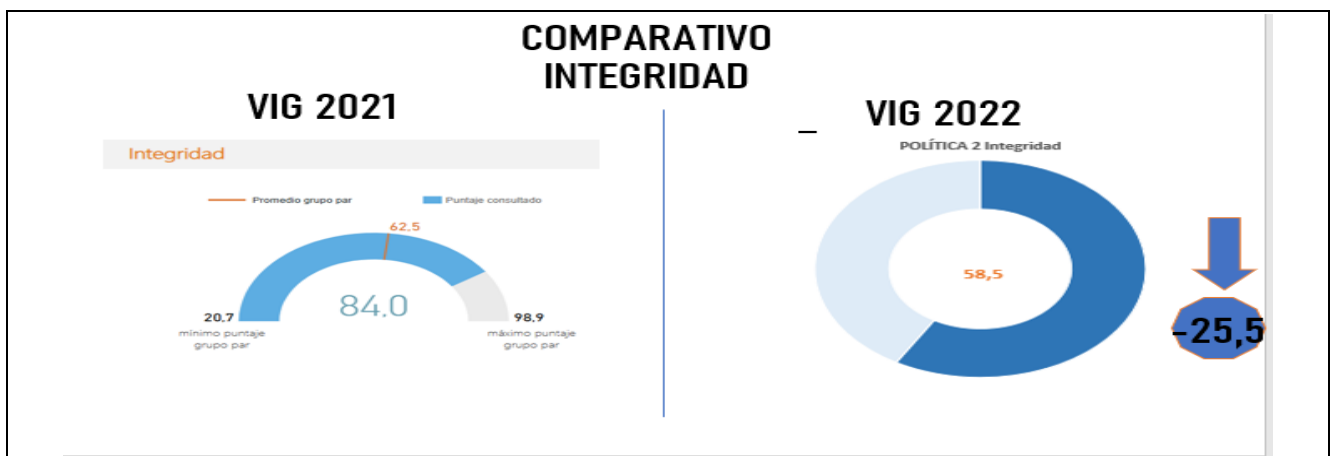 COMPARATIVO
INTEGRIDAD
VIG 2021
Integridad
Promedio grupo par
Puntaje consultado
62,5
84,0
20,7
mínimo puntaje
grupo par
98,9
máximo puntaje
grupo par
_ VIG 2022
POLÍTICA 2 Integridad
58,5
-25,5